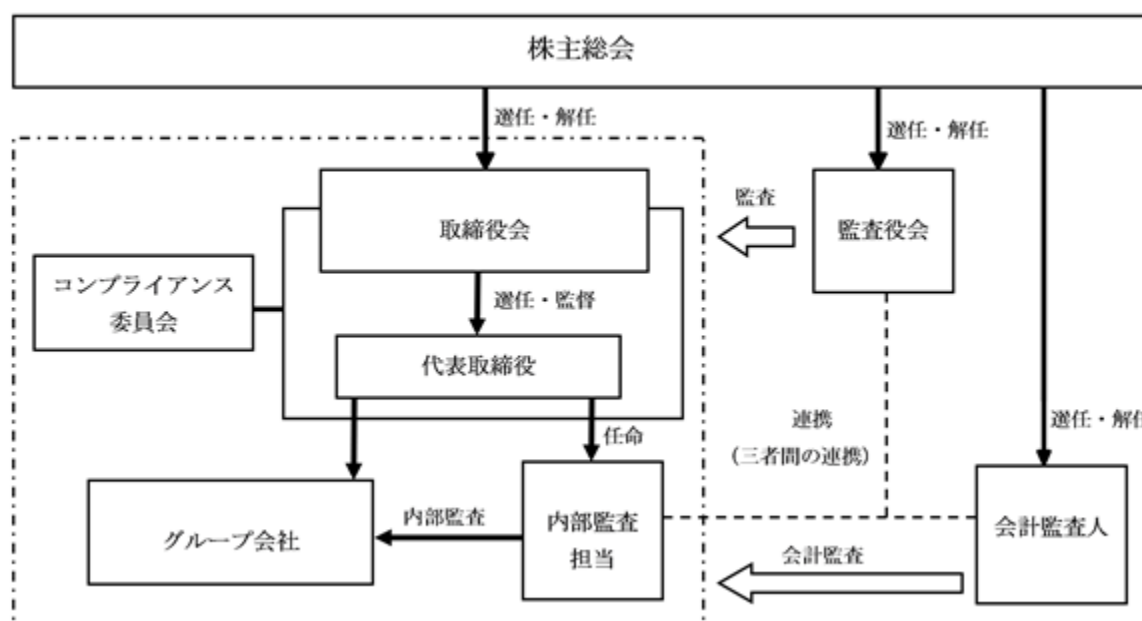 株主総会
選任・解任
選任・解任
監査
取締役会
監査役会
コンプライアンス
委員会
選任・監督
代表取締役
連携
(三者間の連携)
選任・解任
任命
グループ会社
内部監査
内部監査
担当
会計監査人
会計監査